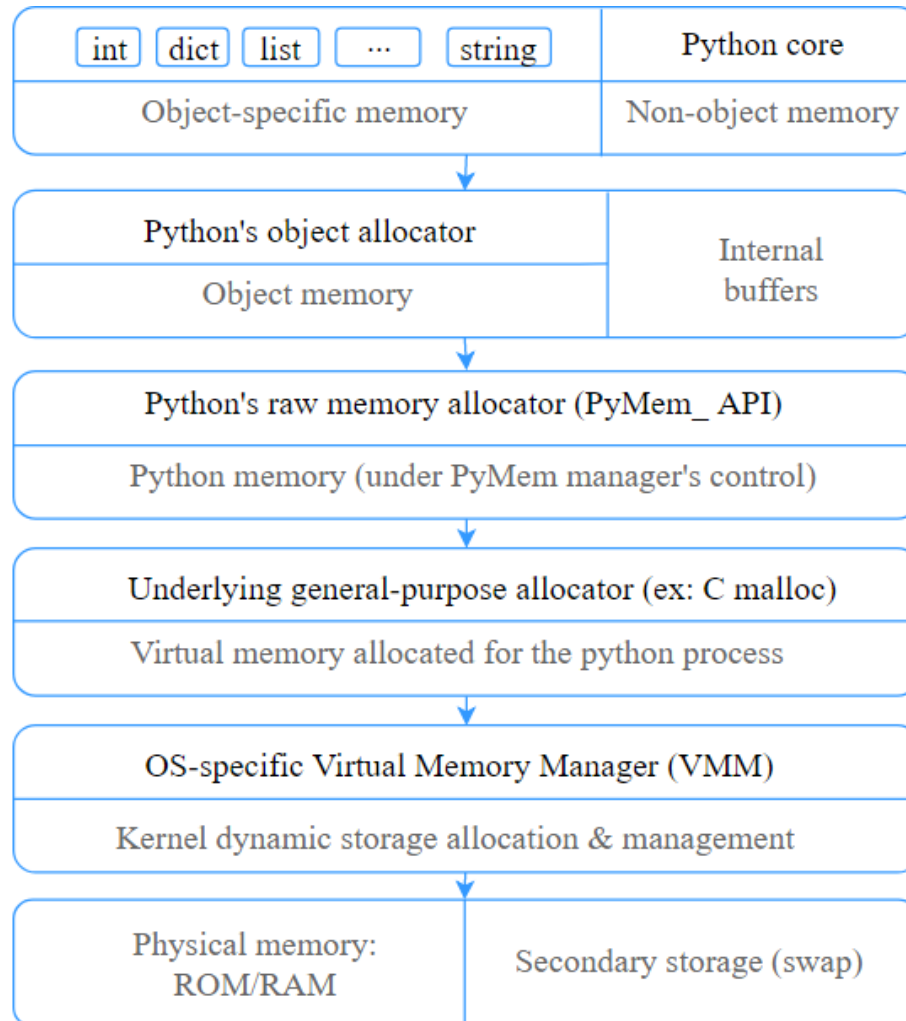 int dict list ... string Python core
Object-specific memory Non-object memory
Python's object allocator
Object memory
Internal
buffers
Python's raw memory allocator (PyMem_ API)
Python memory (under PyMem manager's control)
Underlying general-purpose allocator (ex: C malloc)
Virtual memory allocated for the python process
OS-specific Virtual Memory Manager (VMM)
Kernel dynamic storage allocation & management
Physical memory:
ROM/RAM
Secondary storage (swap)